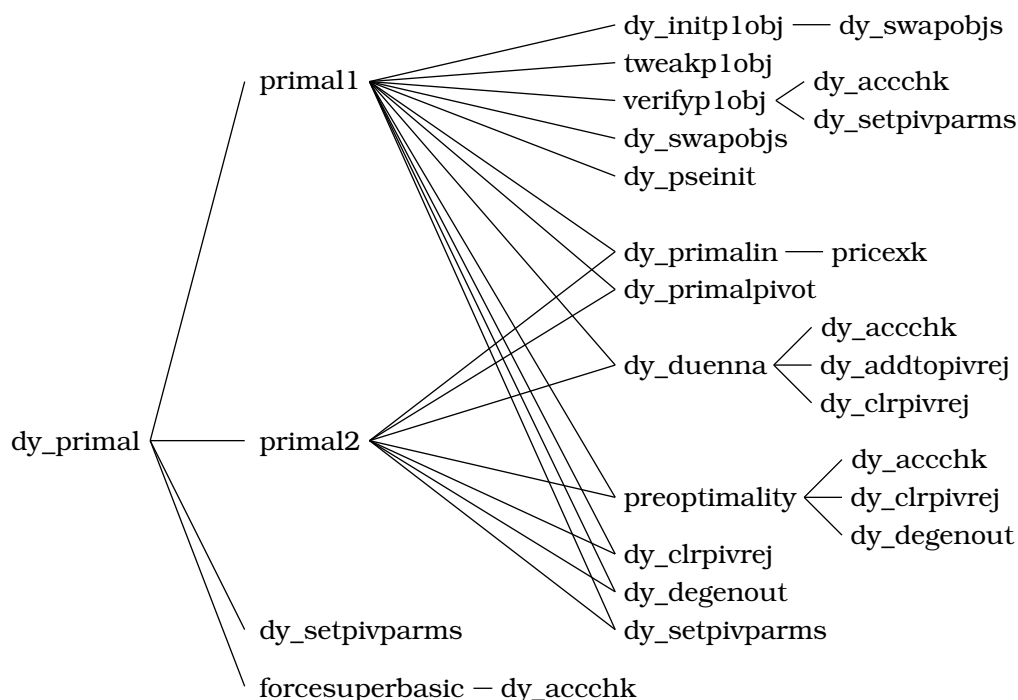 dy_initp1obj dy_swapobjs
primal1
tweakp1obj
dy_accchk
verifyp1obj
dy_setpivparms
dy_swapobjs
dy_pseinit
dy_primalin pricexk
dy_primalpivot
dy_accchk
dy_duenna dy_addtopivrej
dy_clrpivrej
dy_primal primal2
dy_accchk
preoptimality dy_clrpivrej
dy_degenout
dy_clrpivrej
dy_degenout
dy_setpivparms dy_setpivparms
forcesuperbasic dy_accchk